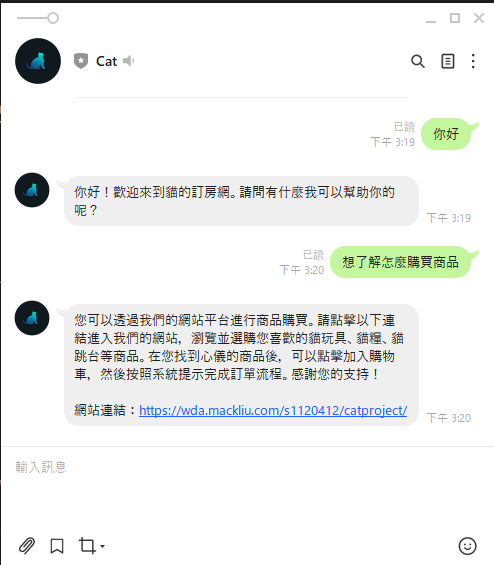 Cat
你好
已讀
下午 3:19
你好！歡迎來到貓的訂房網。請問有什麼我可以幫助你的
呢？
下午 3:19
想了解怎麼購買商品
已讀
下午 3:20
您可以透過我們的網站平台進行商品購買。請點擊以下連
結進入我們的網站，瀏覽並選購您喜歡的貓玩具、貓糧、貓
跳台等商品。在您找到心儀的商品後，可以點擊加入購物
車，然後按照系統提示完成訂單流程。感謝您的支持！
網站連結：https://wda.mackliu.com/s1120412/catproject/
下午 3:20
輸入訊息